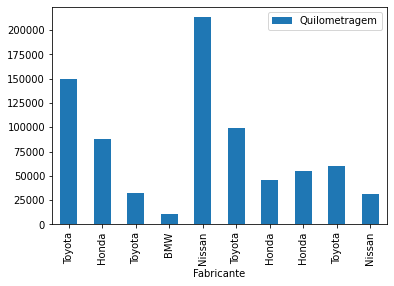 Quilometragem
200000
175000
150000
125000
100000
75000
50000
25000
0
Toyota
Honda
Toyota
BMW
Nissan
Toyota
Honda
Honda
Toyota
Nissan
Fabricante